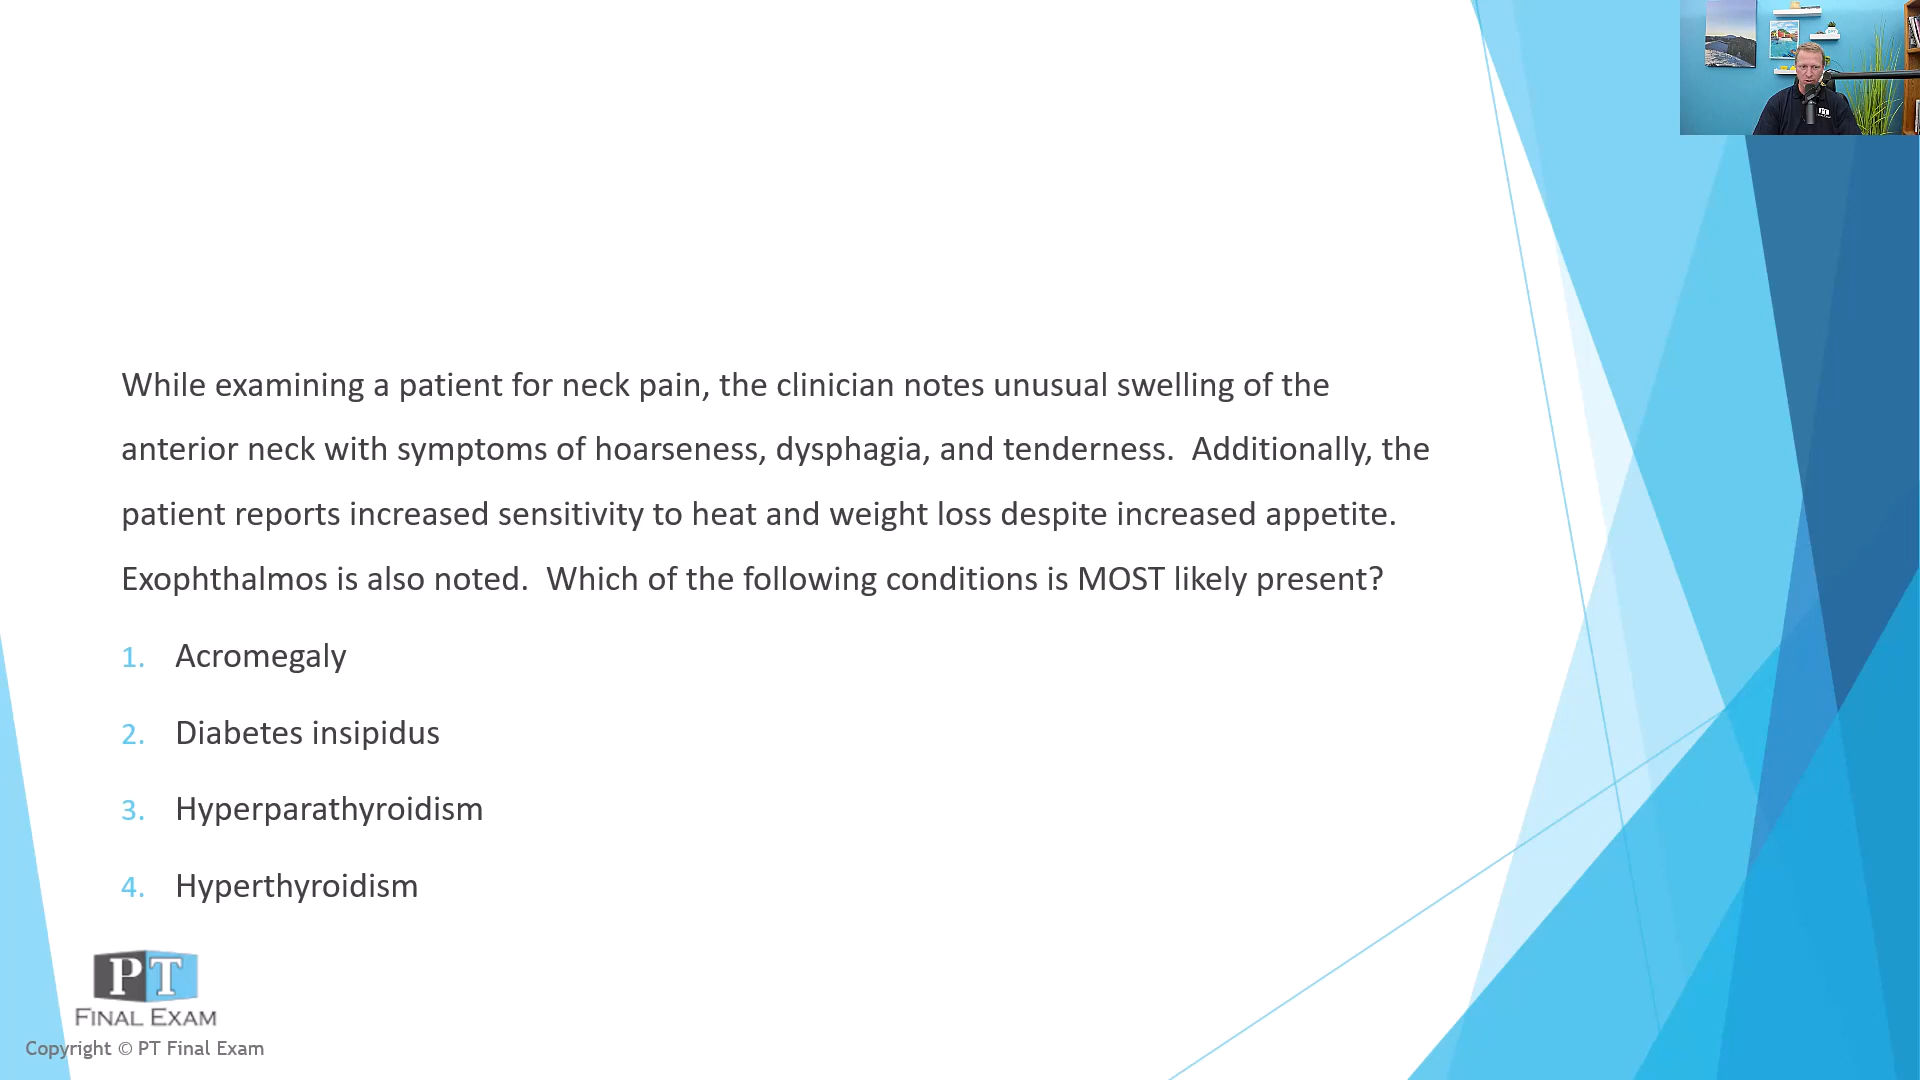 While examining a patient for neck pain, the clinician notes unusual swelling of the
anterior neck with symptoms of hoarseness, dysphagia, and tenderness.  Additionally, the
patient reports increased sensitivity to heat and weight loss despite increased appetite.
Exophthalmos is also noted.  Which of the following conditions is MOST likely present?
1. Acromegaly
2. Diabetes insipidus
3. Hyperparathyroidism
4. Hyperthyroidism
PT
FINAL EXAM
Copyright © PT Final Exam